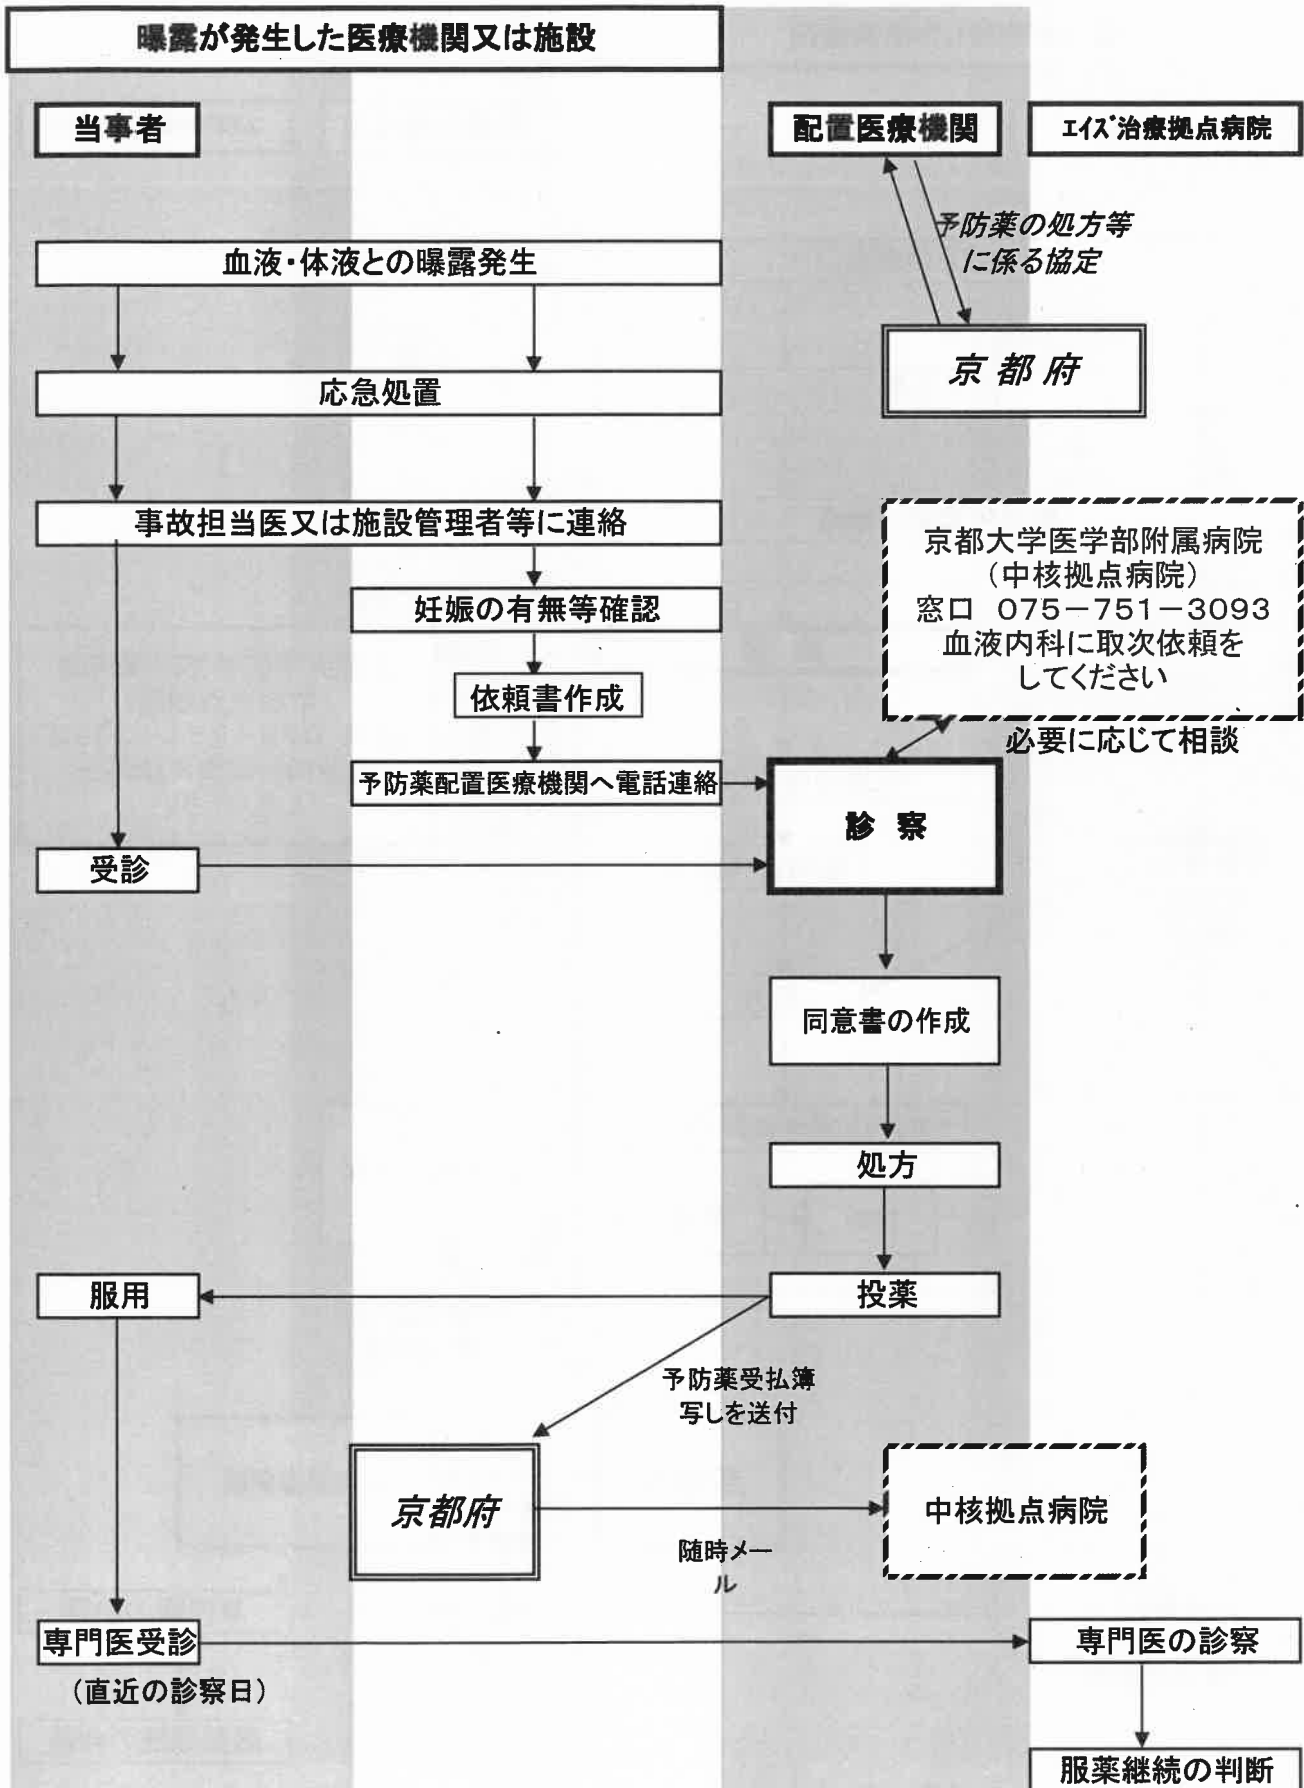 曝露が発生した医療機関又は施設
当事者
配置医療機関
エイズ治療拠点病院
予防薬の処方等
に係る協定
血液・体液との曝露発生
京都府
応急処置
事故担当医又は施設管理者等に連絡
京都大学医学部附属病院
(中核拠点病院)
窓口 075-751-3093
血液内科に取次依頼を
してください
妊娠の有無等確認
依頼書作成
必要に応じて相談
予防薬配置医療機関へ電話連絡
診察
受診
同意書の作成
処方
服用
投薬
予防薬受払簿
写しを送付
京都府
中核拠点病院
随時メー
ル
専門医受診
専門医の診察
(直近の診察日)
服薬継続の判断